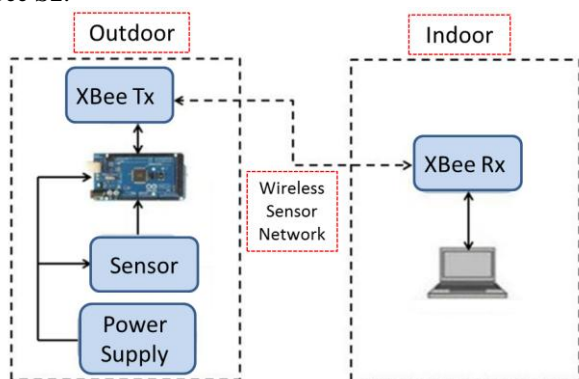 Outdoor
Indoor
XBee Tx
XBee Rx
Wireless
Sensor
Network
Sensor
Power
Supply